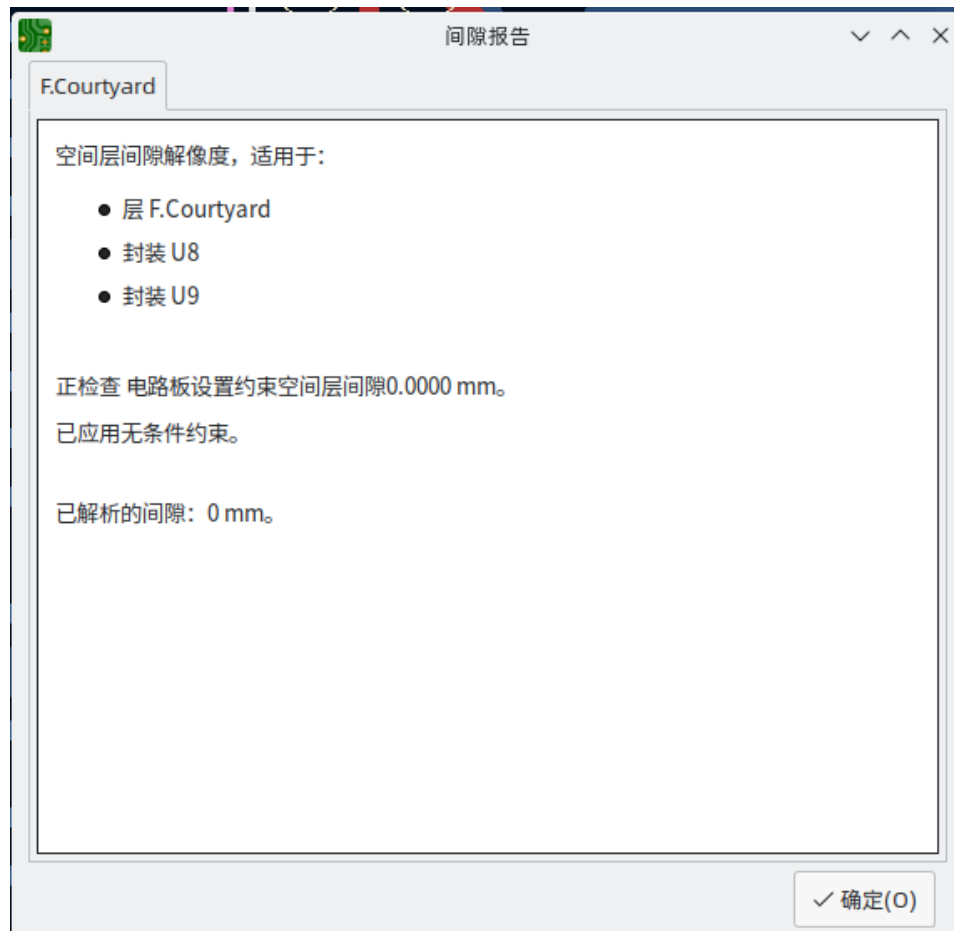 间隙报告
F.Courtyard
空间层间隙解像度，适用于：
● 层 F.Courtyard
● 封装 U8
● 封装 U9
正检查 电路板设置约束空间层间隙0.0000 mm。
已应用无条件约束。
已解析的间隙：0 mm。
确定(O)